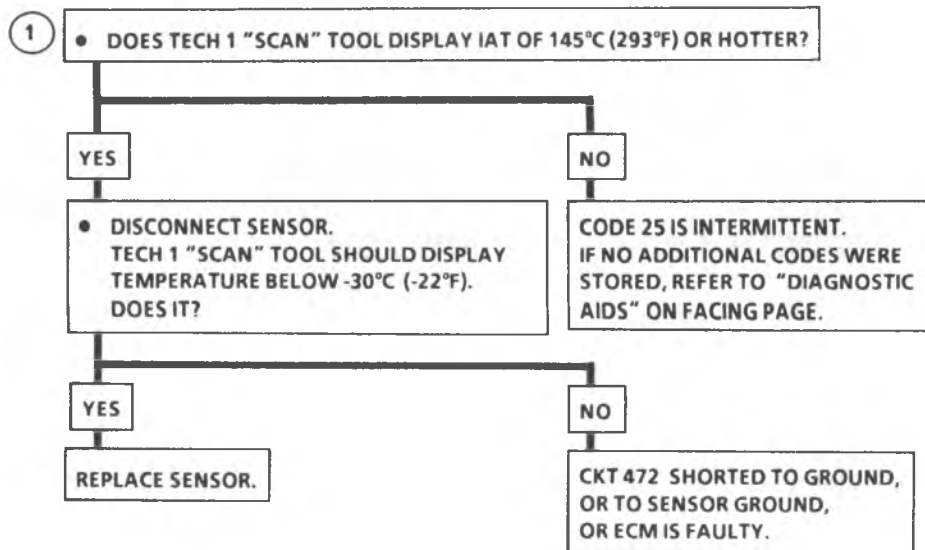 1
• DOES TECH 1 "SCAN" TOOL DISPLAY IAT OF 145°C (293°F) OR HOTTER?
YES
NO
• DISCONNECT SENSOR.
TECH 1 "SCAN" TOOL SHOULD DISPLAY
TEMPERATURE BELOW -30°C (-22°F).
DOES IT?
CODE 25 IS INTERMITTENT.
IF NO ADDITIONAL CODES WERE
STORED, REFER TO "DIAGNOSTIC
AIDS" ON FACING PAGE.
YES
NO
REPLACE SENSOR.
CKT 472 SHORTED TO GROUND,
OR TO SENSOR GROUND,
OR ECM IS FAULTY.